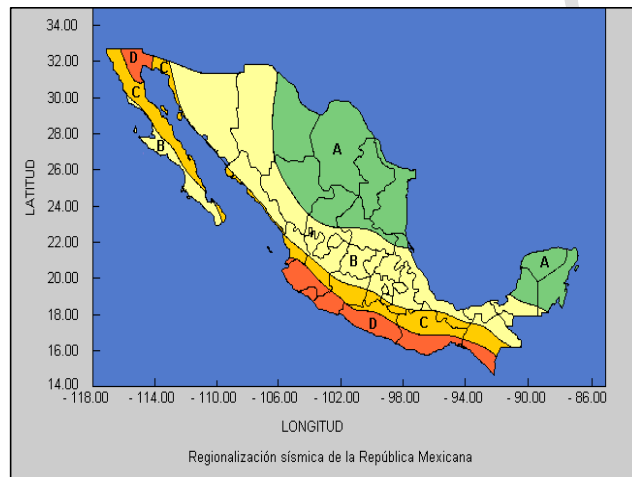 34.00
32.00
30.00
28.00
26.00
24.00
22.00
20.00
18.00
16.00
14.00
LATITUD
D
C
C
B
A
A
B
D
C
- 118.00 - 114.00 - 110.00 - 106.00 - 102.00 - 98.00 - 94.00 - 90.00 - 86.00
LONGITUD
Regionalización sísmica de la República Mexicana